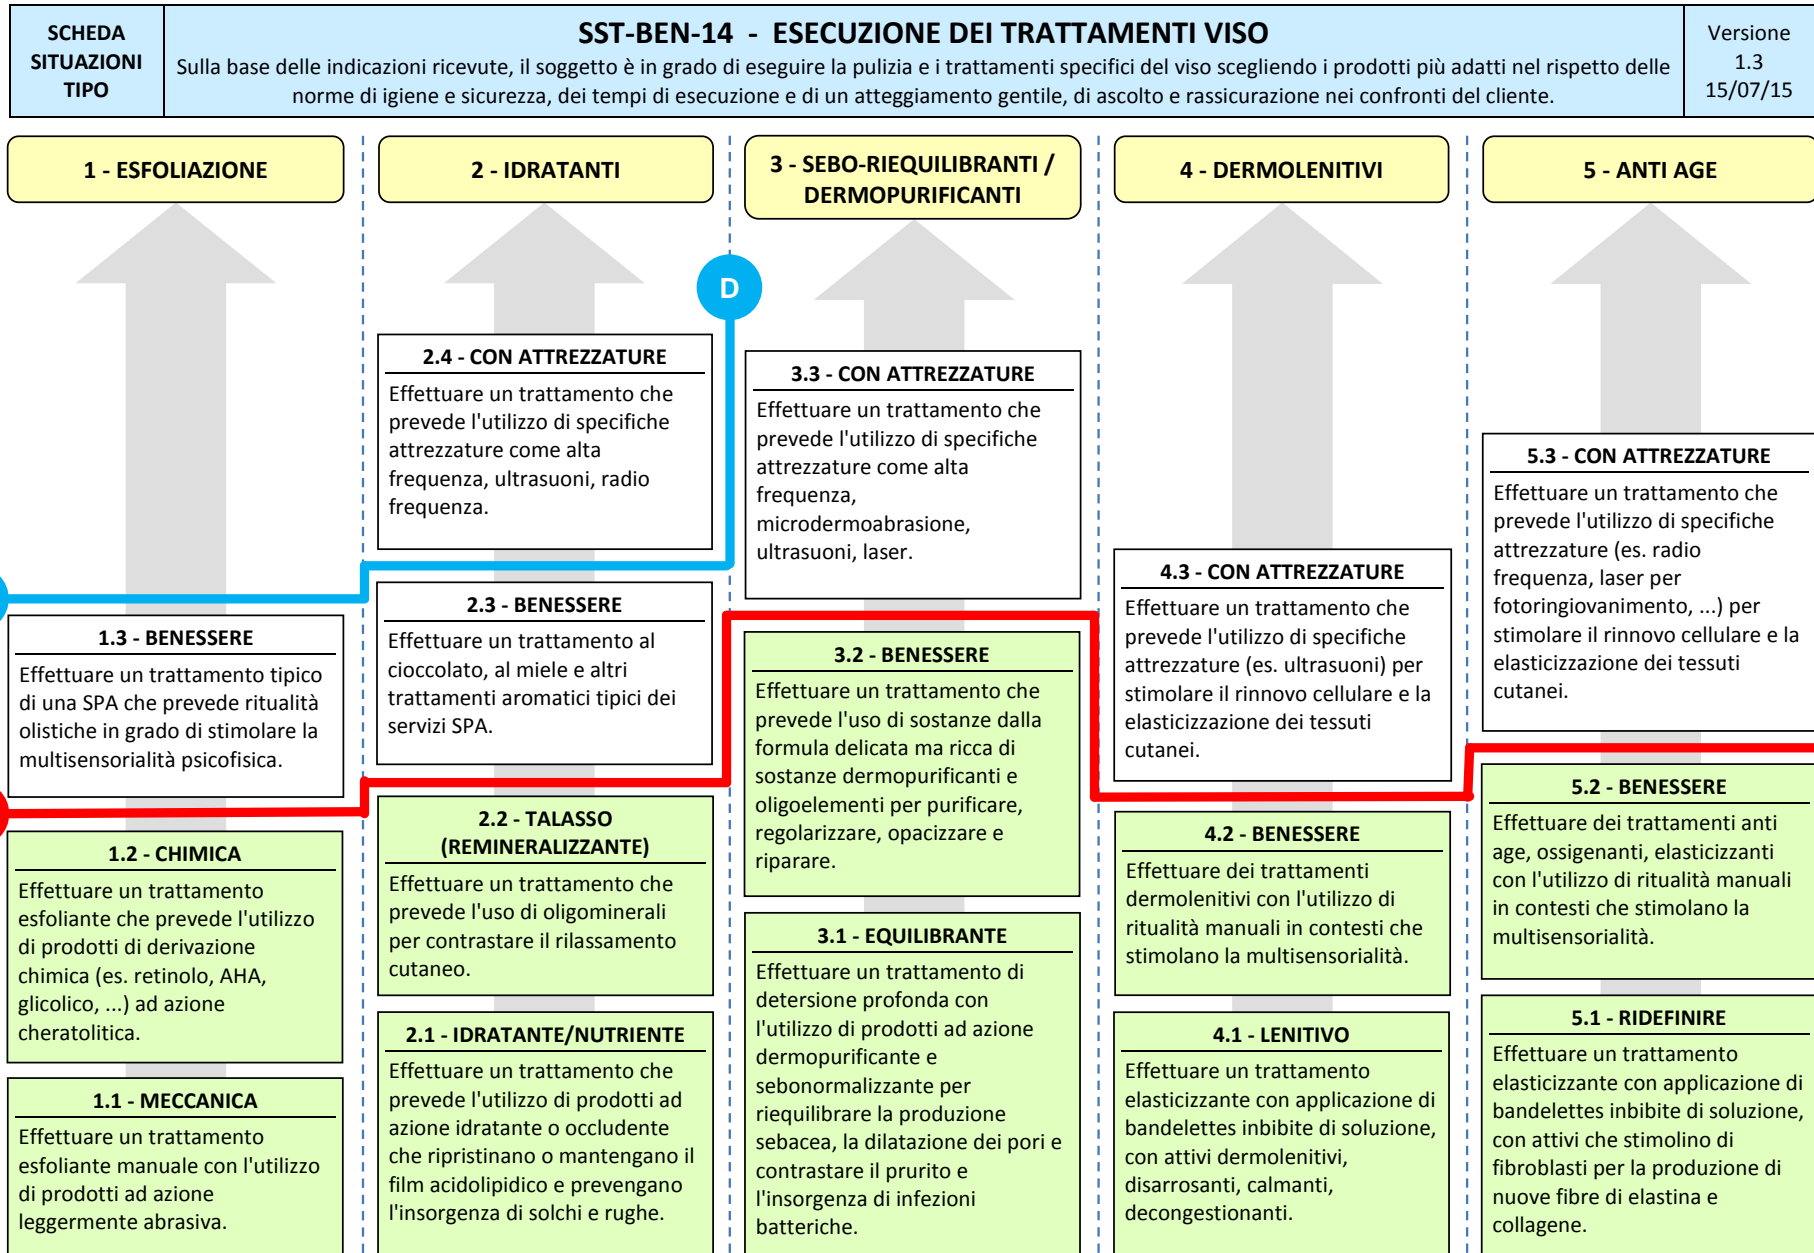 SCHEDA
SITUAZIONI
TIPO
SST-BEN-14 - ESECUZIONE DEI TRATTAMENTI VISO
Sulla base delle indicazioni ricevute, il soggetto è in grado di eseguire la pulizia e i trattamenti specifici del viso scegliendo i prodotti più adatti nel rispetto delle
norme di igiene e sicurezza, dei tempi di esecuzione e di un atteggiamento gentile, di ascolto e rassicurazione nei confronti del cliente.
Versione
1.3
15/07/15
1 - ESFOLIAZIONE
1.3 - BENESSERE
Effettuare un trattamento tipico
di una SPA che prevede ritualità
olistiche in grado di stimolare la
multisensorialità psicofisica.
1.2 - CHIMICA
Effettuare un trattamento
esfoliante che prevede l'utilizzo
di prodotti di derivazione
chimica (es. retinolo, AHA,
glicolico, ...) ad azione
cheratolitica.
1.1 - MECCANICA
Effettuare un trattamento
esfoliante manuale con l'utilizzo
di prodotti ad azione
leggermente abrasiva.
2 - IDRATANTI
2.4 - CON ATTREZZATURE
Effettuare un trattamento che
prevede l'utilizzo di specifiche
attrezzature come alta
frequenza, ultrasuoni, radio
frequenza.
2.3 - BENESSERE
Effettuare un trattamento al
cioccolato, al miele e altri
trattamenti aromatici tipici dei
servizi SPA.
2.2 - TALASSO
(REMINERALIZZANTE)
Effettuare un trattamento che
prevede l'uso di oligominerali
per contrastare il rilassamento
cutaneo.
2.1 - IDRATANTE/NUTRIENTE
Effettuare un trattamento che
prevede l'utilizzo di prodotti ad
azione idratante o occludente
che ripristinano o mantengano il
film acidolipidico e prevengano
l'insorgenza di solchi e rughe.
D
3 - SEBO-RIEQUILIBRANTI /
DERMOPURIFICANTI
3.3 - CON ATTREZZATURE
Effettuare un trattamento che
prevede l'utilizzo di specifiche
attrezzature come alta
frequenza,
microdermoabrasione,
ultrasuoni, laser.
3.2 - BENESSERE
Effettuare un trattamento che
prevede l'uso di sostanze dalla
formula delicata ma ricca di
sostanze dermopurificanti e
oligoelementi per purificare,
regolarizzare, opacizzare e
riparare.
3.1 - EQUILIBRANTE
Effettuare un trattamento di
detersione profonda con
l'utilizzo di prodotti ad azione
dermopurificante e
sebonormalizzante per
riequilibrare la produzione
sebacea, la dilatazione dei pori e
contrastare il prurito e
l'insorgenza di infezioni
batteriche.
4 - DERMOLENITIVI
4.3 - CON ATTREZZATURE
Effettuare un trattamento che
prevede l'utilizzo di specifiche
attrezzature (es. ultrasuoni) per
stimolare il rinnovo cellulare e la
elasticizzazione dei tessuti
cutanei.
4.2 - BENESSERE
Effettuare dei trattamenti
dermolenitivi con l'utilizzo di
ritualità manuali in contesti che
stimolano la multisensorialità.
4.1 - LENITIVO
Effettuare un trattamento
elasticizzante con applicazione di
bandelettes inbibite di soluzione,
con attivi dermolenitivi,
disarrosanti, calmanti,
decongestionanti.
5 - ANTI AGE
5.3 - CON ATTREZZATURE
Effettuare un trattamento che
prevede l'utilizzo di specifiche
attrezzature (es. radio
frequenza, laser per
fotoringiovanimento, ...) per
stimolare il rinnovo cellulare e la
elasticizzazione dei tessuti
cutanei.
5.2 - BENESSERE
Effettuare dei trattamenti anti
age, ossigenanti, elasticizzanti
con l'utilizzo di ritualità manuali
in contesti che stimolano la
multisensorialità.
5.1 - RIDEFINIRE
Effettuare un trattamento
elasticizzante con applicazione di
bandelettes inbibite di soluzione,
con attivi che stimolino di
fibroblasti per la produzione di
nuove fibre di elastina e
collagene.